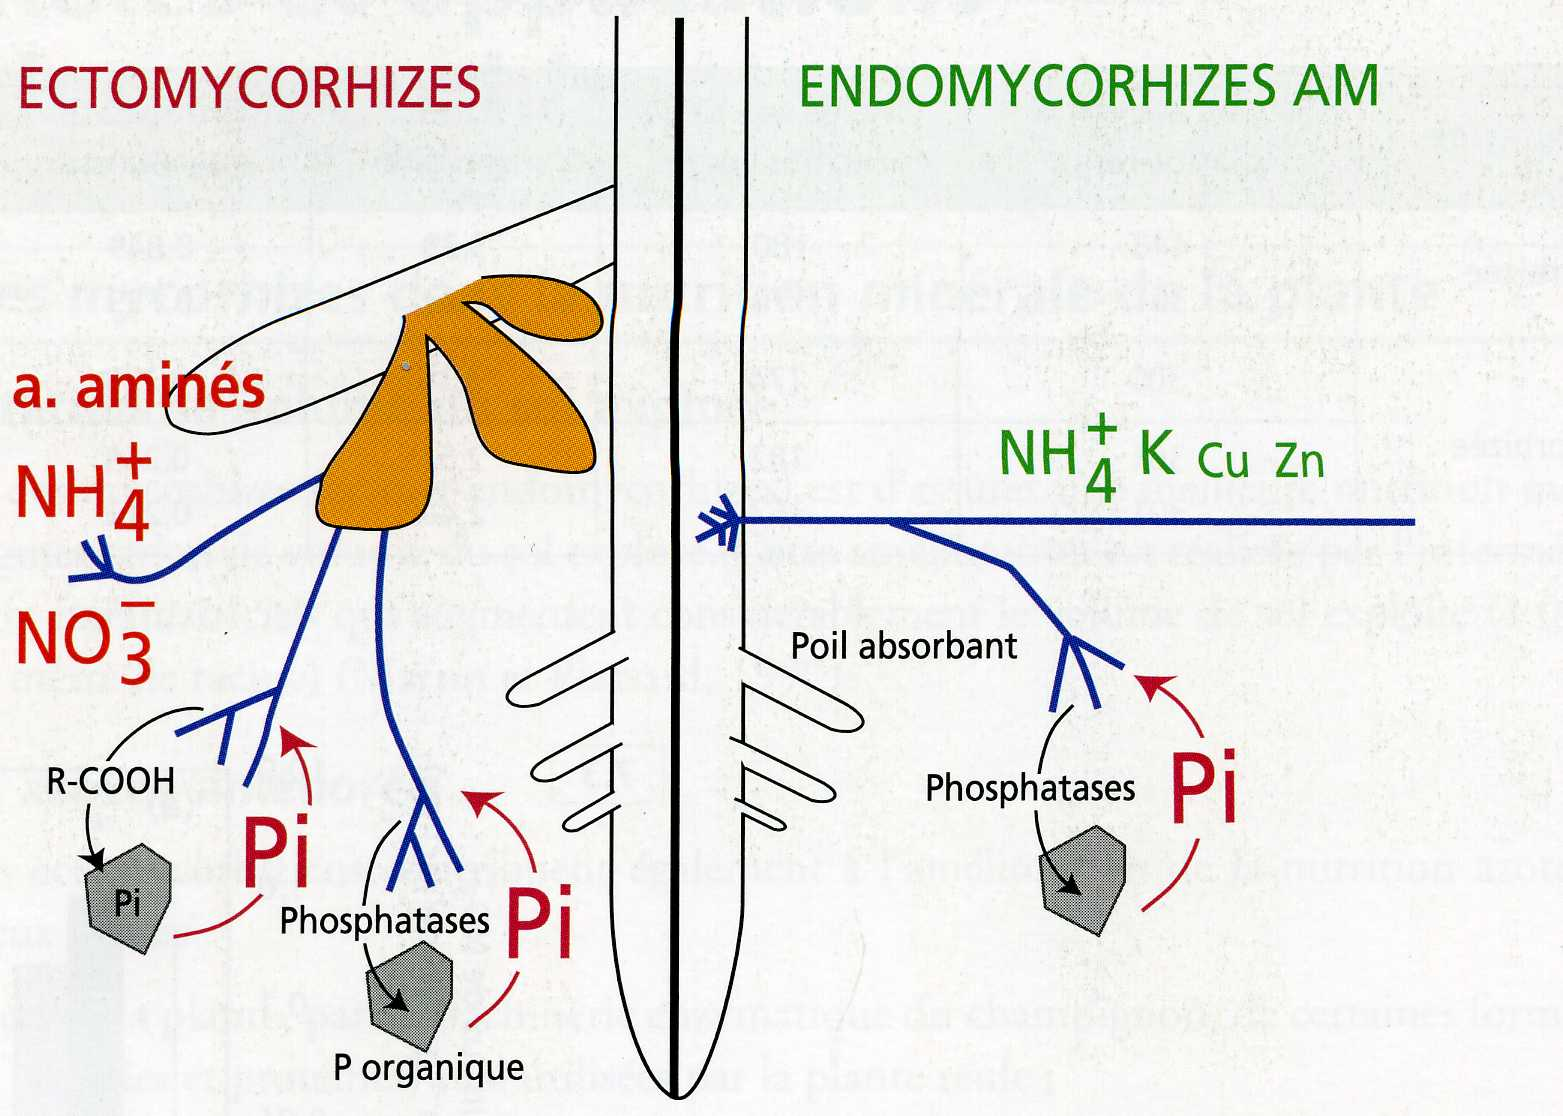 ECTOMYCORHIZES
ENDOMYCORHIZES AM
a. aminés
NH4+
NO3−
R-COOH
Pi
Pi
Phosphatases
Pi
P organique
NH4+ K Cu Zn
Poil absorbant
Phosphatases
Pi